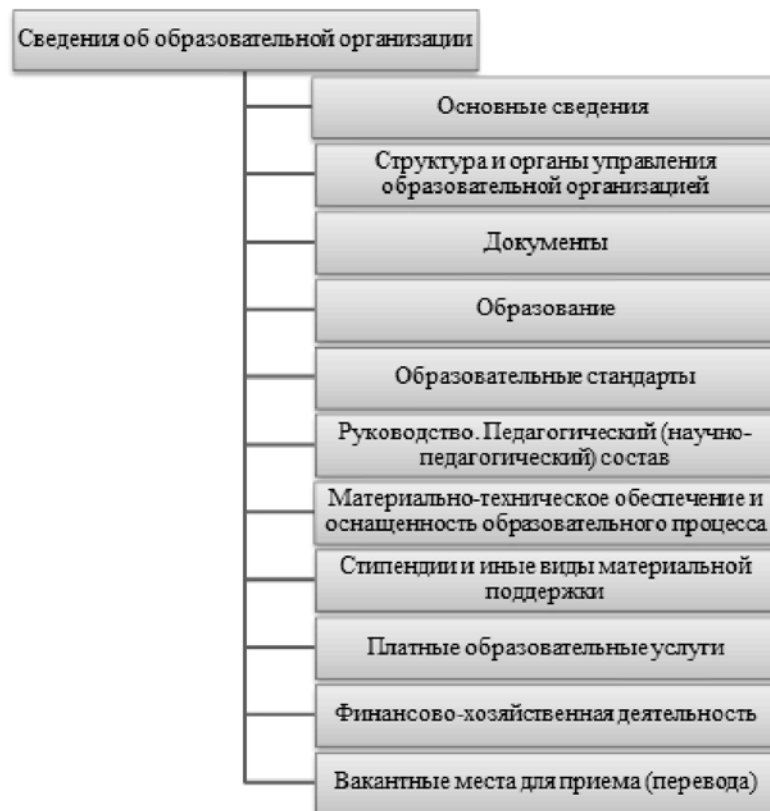 Сведения об образовательной организации
Основные сведения
Структура и органы управления
образовательной организацией
Документы
Образование
Образовательные стандарты
Руководство. Педагогический (научно-
педагогический) состав
Материально-техническое обеспечение и
оснащенность образовательного процесса
Стипендии и иные виды материальной
поддержки
Платные образовательные услуги
Финансово-хозяйственная деятельность
Вакантные места для приема (перевода)